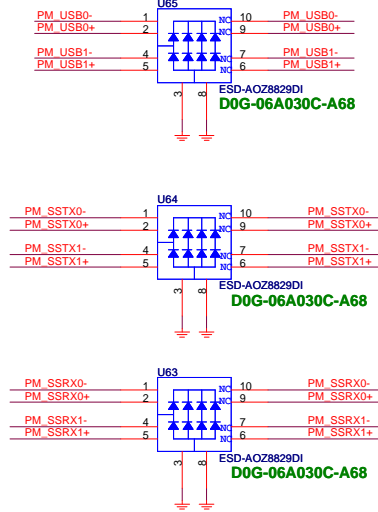 U65
PM_USB0- 1 NC 10 PM_USB0-
PM_USB0+ 2 NC 9 PM_USB0+
PM_USB1- 4 NC 7 PM_USB1-
PM_USB1+ 5 NC 6 PM_USB1+
3 8
ESD-AOZ8829DI
D0G-06A030C-A68
U64
PM_SSTX0- 1 NC 10 PM_SSTX0-
PM_SSTX0+ 2 NC 9 PM_SSTX0+
PM_SSTX1- 4 NC 7 PM_SSTX1-
PM_SSTX1+ 5 NC 6 PM_SSTX1+
3 8
ESD-AOZ8829DI
D0G-06A030C-A68
U63
PM_SSRX0- 1 NC 10 PM_SSRX0-
PM_SSRX0+ 2 NC 9 PM_SSRX0+
PM_SSRX1- 4 NC 7 PM_SSRX1-
PM_SSRX1+ 5 NC 6 PM_SSRX1+
3 8
ESD-AOZ8829DI
D0G-06A030C-A68